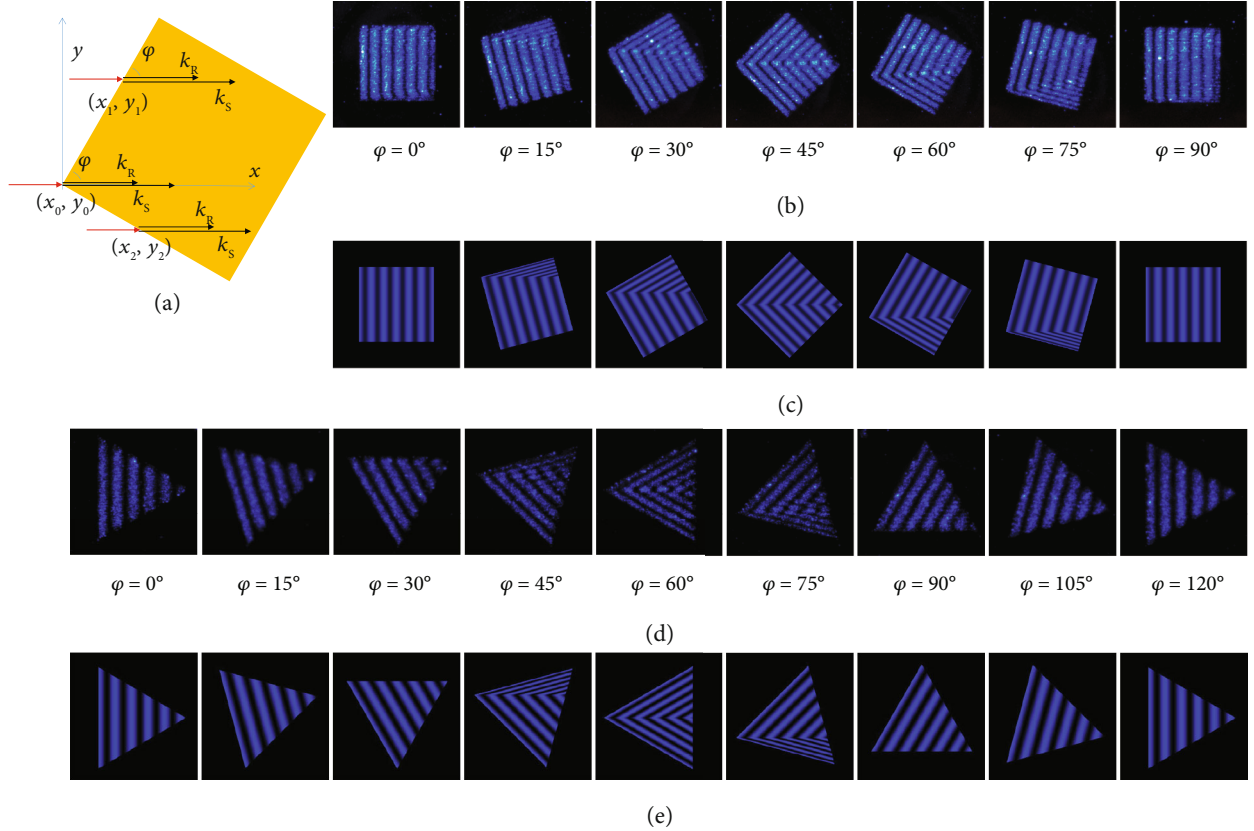 y
φ
k_R
k_S
(x_1, y_1)
φ
k_R
x
k_S
(x_0, y_0)
k_R
(x_2, y_2)
k_S
(a)
φ = 0° φ = 15° φ = 30° φ = 45° φ = 60° φ = 75° φ = 90°
(b)
(c)
φ = 0° φ = 15° φ = 30° φ = 45° φ = 60° φ = 75° φ = 90° φ = 105° φ = 120°
(d)
(e)